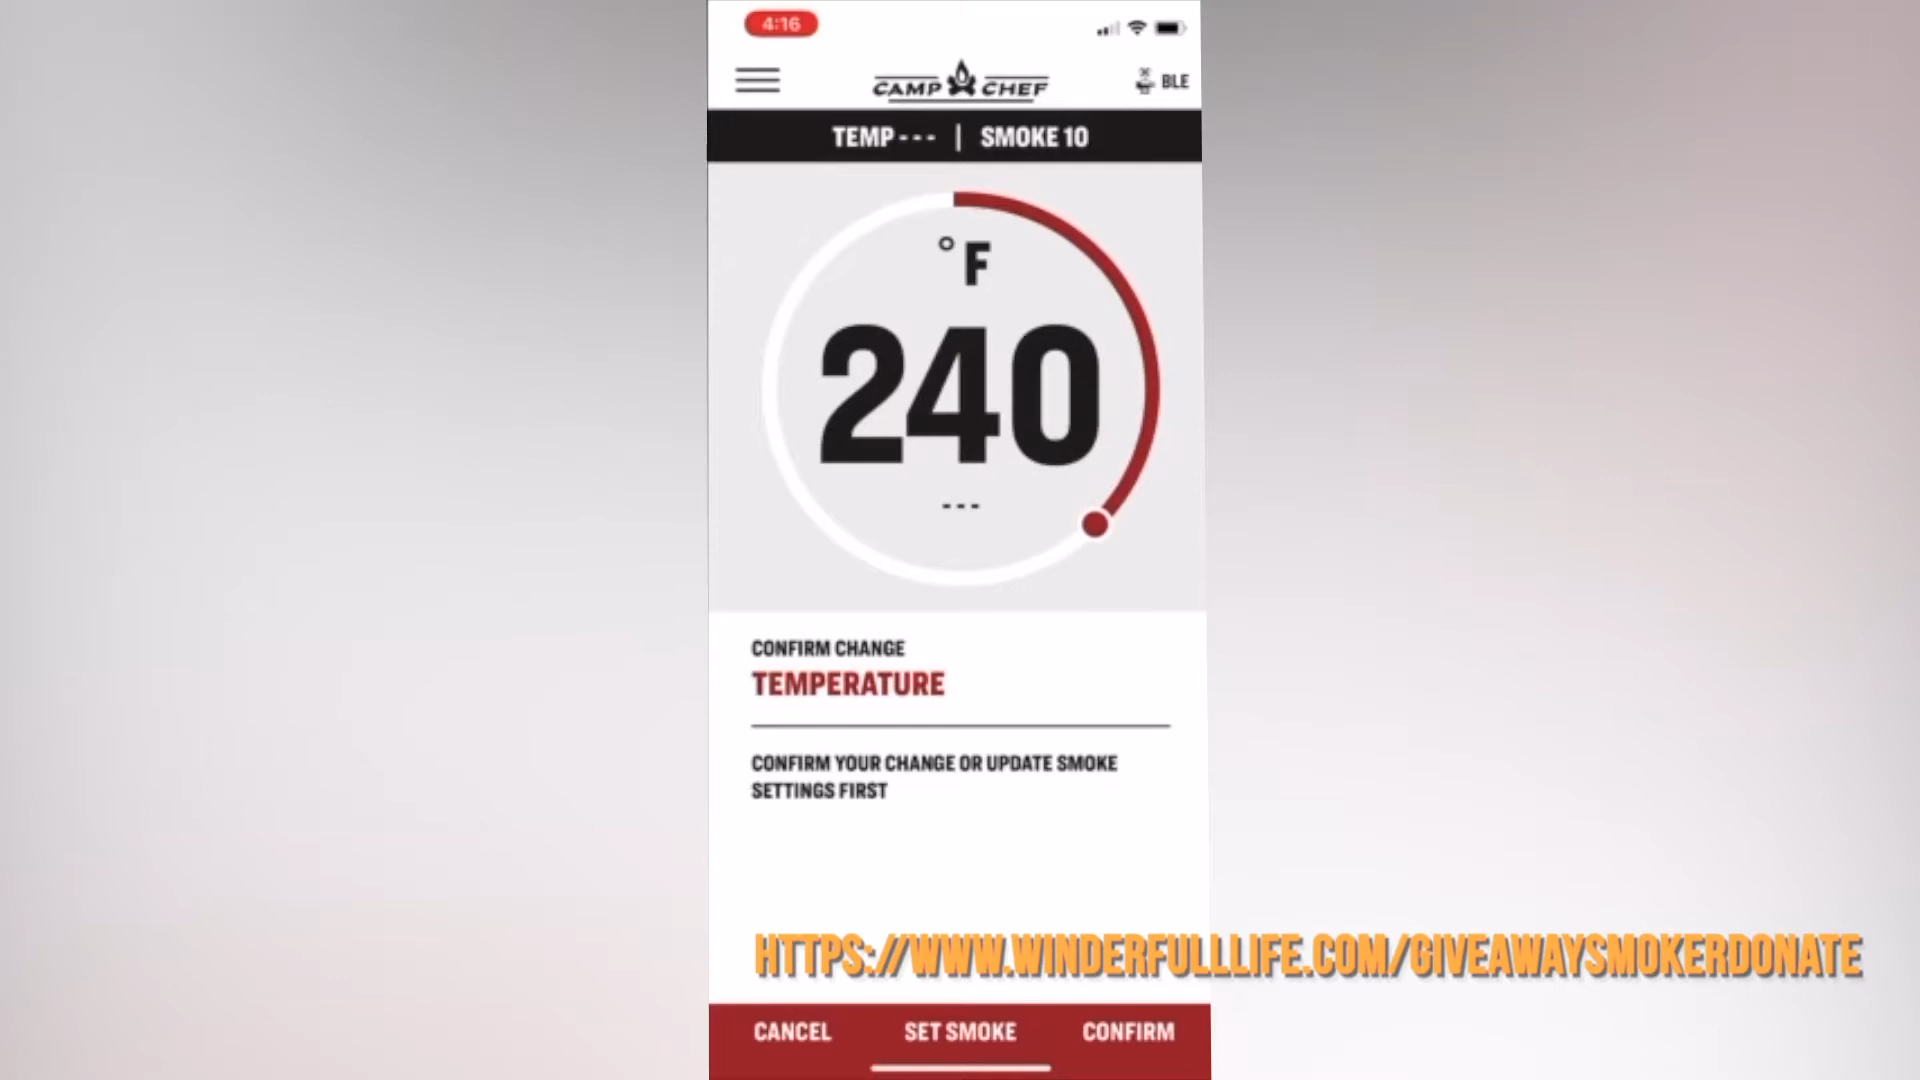 4:16
CAMP CHEF
BLE
TEMP - - - | SMOKE 10
°F
240
- - -
CONFIRM CHANGE
TEMPERATURE
CONFIRM YOUR CHANGE OR UPDATE SMOKE
SETTINGS FIRST
HTTPS://WWW.WINDERFULLLIFE.COM/GIVEAWAYSMOKERDONATE
CANCEL
SET SMOKE
CONFIRM